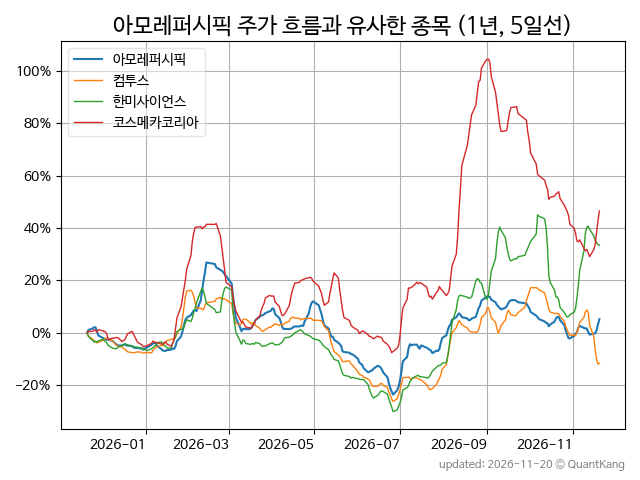 아모레퍼시픽 주가 흐름과 유사한 종목 (1년, 5일선)
아모레퍼시픽
컴투스
한미사이언스
코스메카코리아
100%
80%
60%
40%
20%
0%
−20%
2026-01 2026-03 2026-05 2026-07 2026-09 2026-11
updated: 2026-11-20 © QuantKang